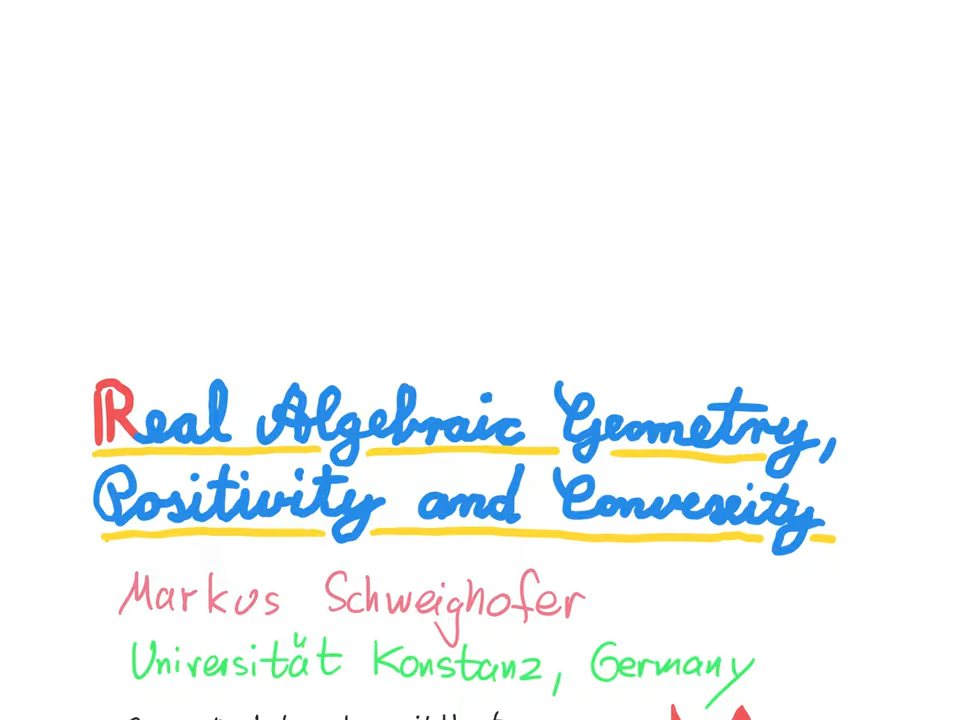 Real Algebraic Geometry,
Positivity and Convexity
Markus Schweighofer
Universität Konstanz, Germany